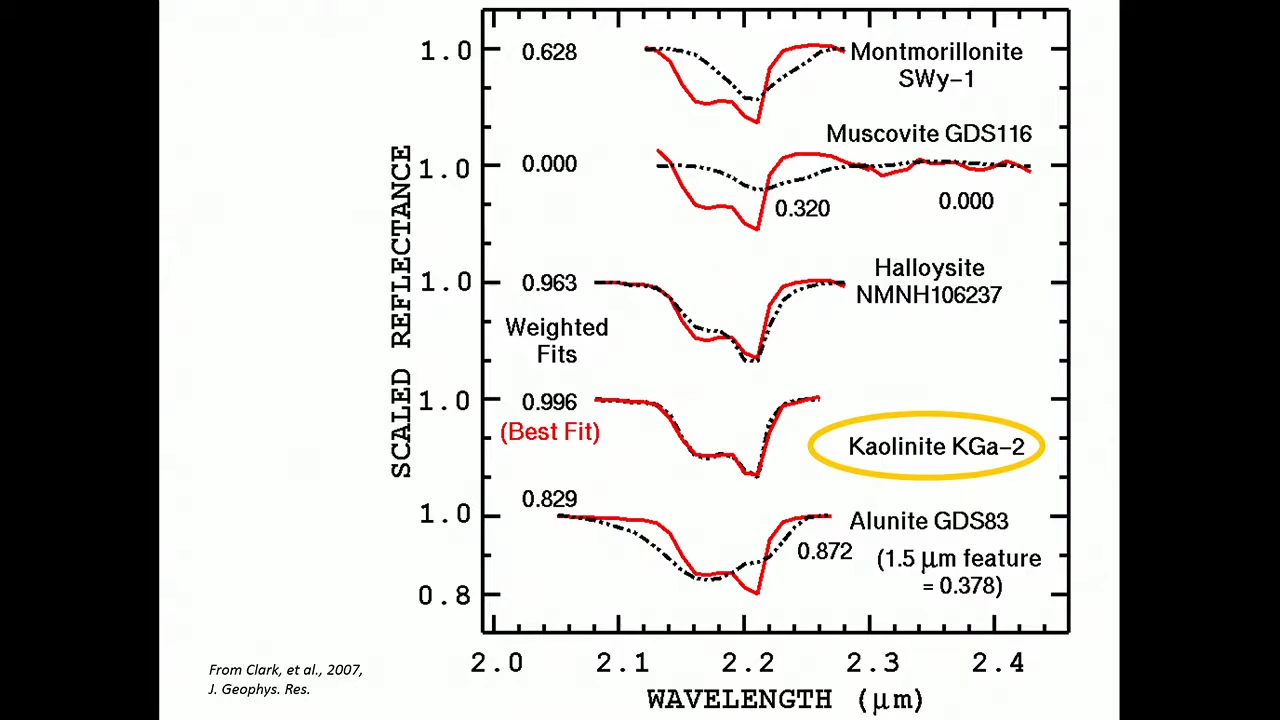 1.0
0.628
Montmorillonite
SWy-1
Muscovite GDS116
1.0
0.000
0.320
0.000
1.0
0.963
Halloysite
NMNH106237
Weighted
Fits
1.0
0.996
(Best Fit)
Kaolinite KGa-2
0.829
1.0
Alunite GDS83
0.872
(1.5 μm feature
= 0.378)
0.8
SCALED REFLECTANCE
2.0 2.1 2.2 2.3 2.4
WAVELENGTH (μm)
From Clark, et al., 2007,
J. Geophys. Res.